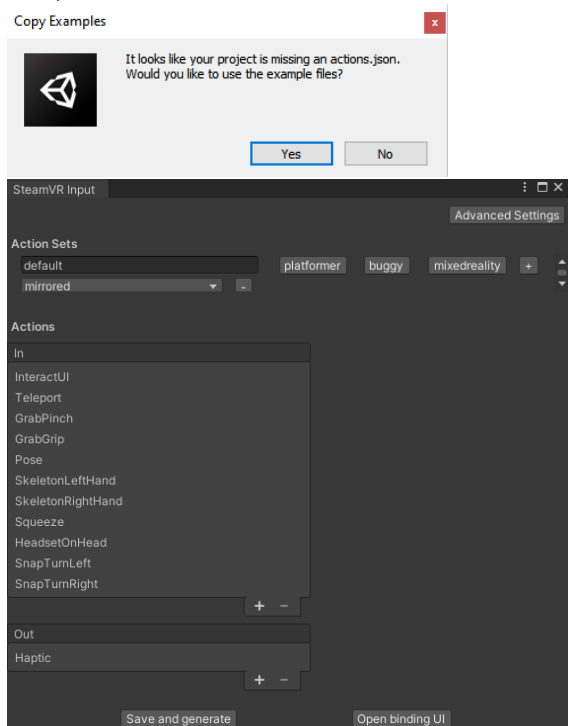 Copy Examples
x
It looks like your project is missing an actions.json.
Would you like to use the example files?
Yes No
SteamVR Input
Advanced Settings
Action Sets
default platformer buggy mixedreality +
mirrored -
Actions
In
InteractUI
Teleport
GrabPinch
GrabGrip
Pose
SkeletonLeftHand
SkeletonRightHand
Squeeze
HeadsetOnHead
SnapTurnLeft
SnapTurnRight
+ -
Out
Haptic
+ -
Save and generate Open binding UI